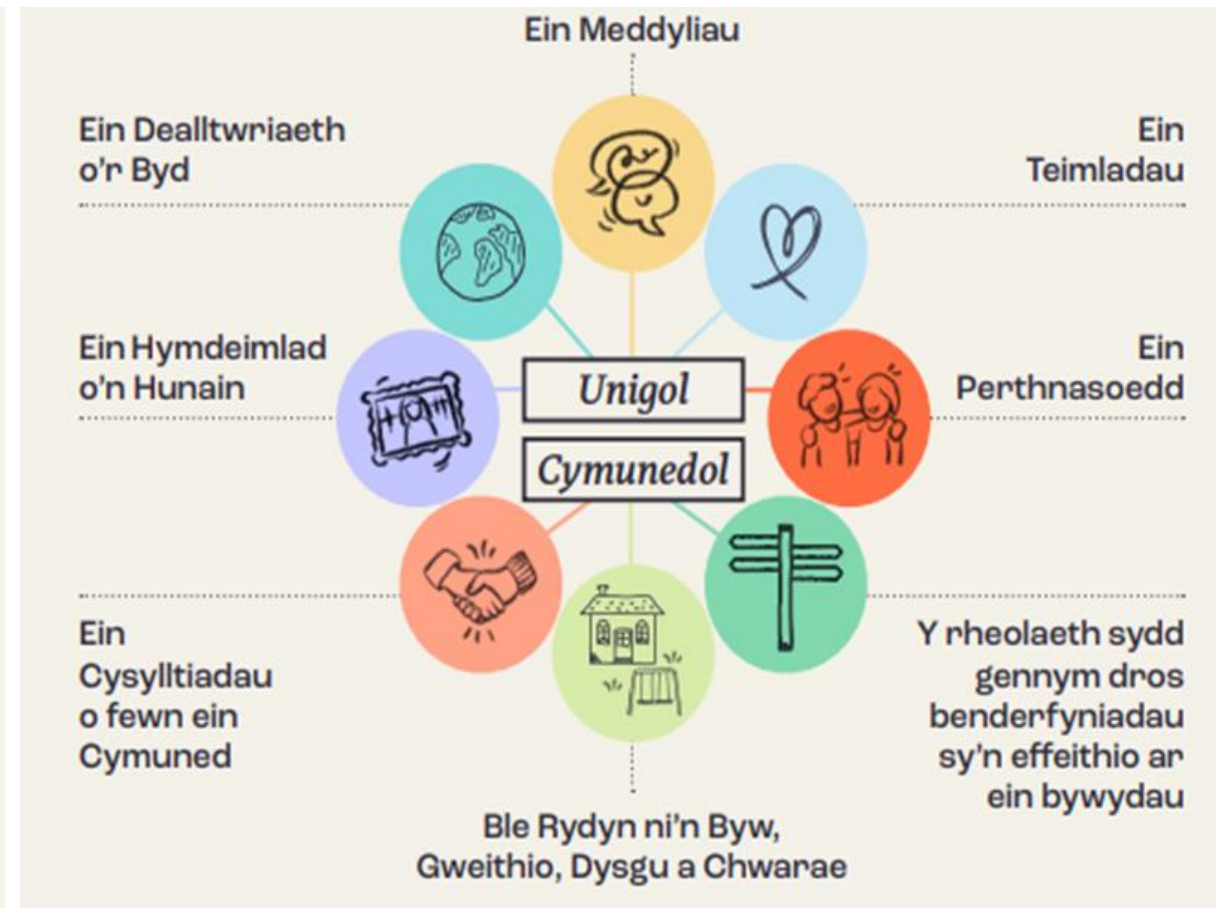 Ein Meddyliau
Ein Dealltwriaeth
o'r Byd
Ein
Teimladau
Ein Hymdeimlad
o'n Hunain
Unigol
Ein
Perthnasoedd
Cymunedol
Ein
Cysylltiadau
o fewn ein
Cymuned
Y rheolaeth sydd
gennym dros
benderfyniadau
sy'n effeithio ar
ein bywydau
Ble Rydyn ni'n Byw,
Gweithio, Dysgu a Chwarae